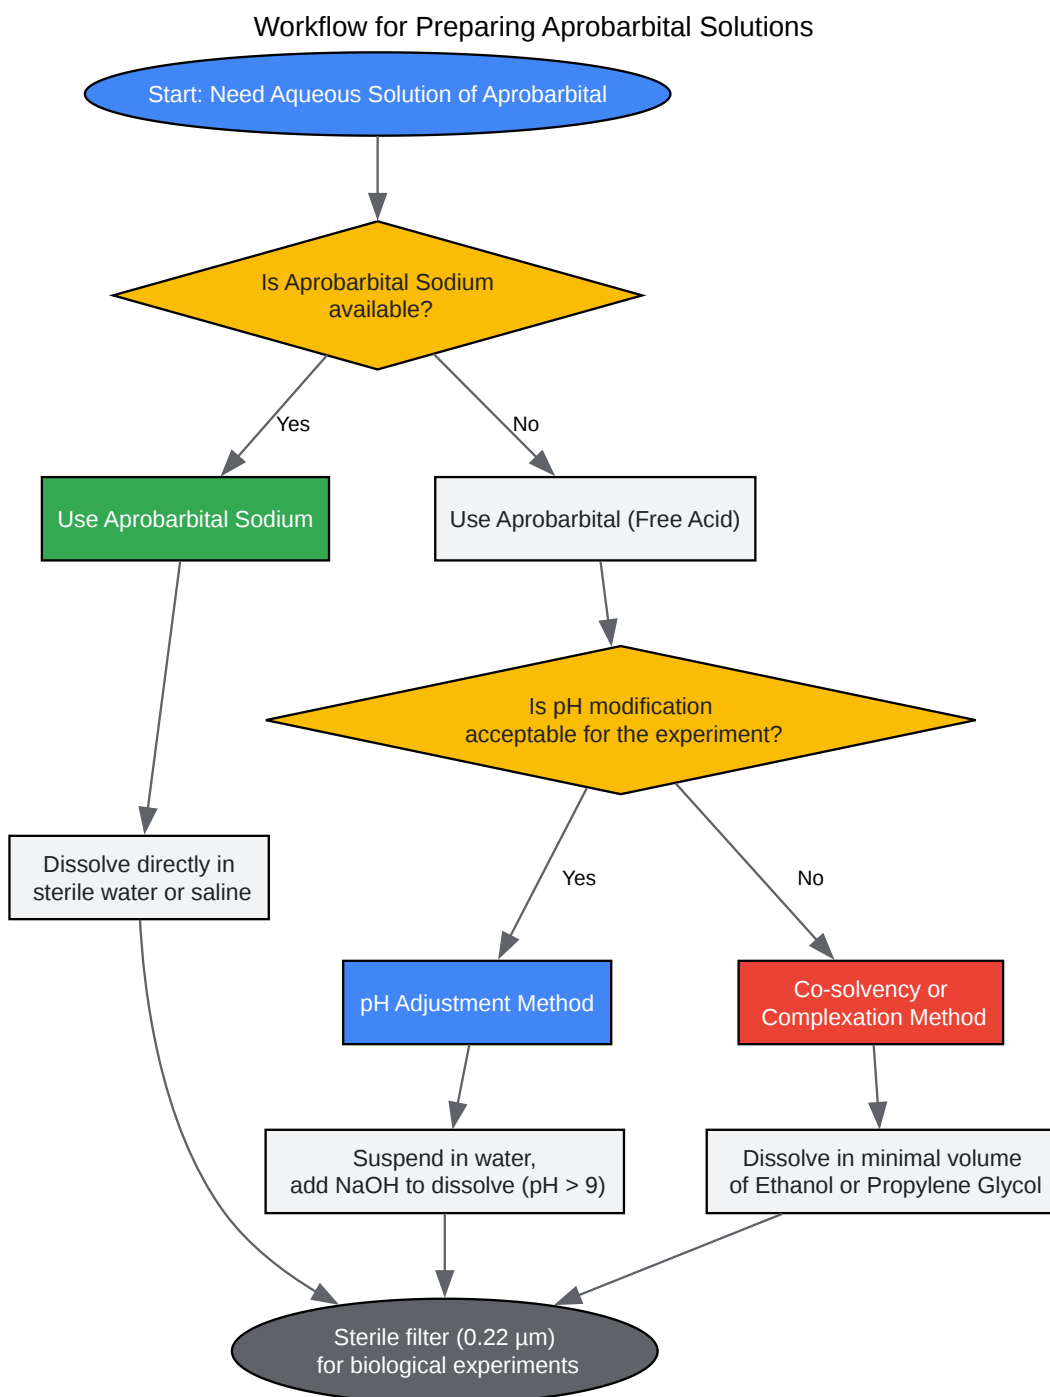 Workflow for Preparing Aprobarbital Solutions
Start: Need Aqueous Solution of Aprobarbital
Is Aprobarbital Sodium
available?
Yes
No
Use Aprobarbital Sodium
Use Aprobarbital (Free Acid)
Is pH modification
acceptable for the experiment?
Dissolve directly in
sterile water or saline
Yes
No
pH Adjustment Method
Co-solvency or
Complexation Method
Suspend in water,
add NaOH to dissolve (pH > 9)
Dissolve in minimal volume
of Ethanol or Propylene Glycol
Sterile filter (0.22 µm)
for biological experiments